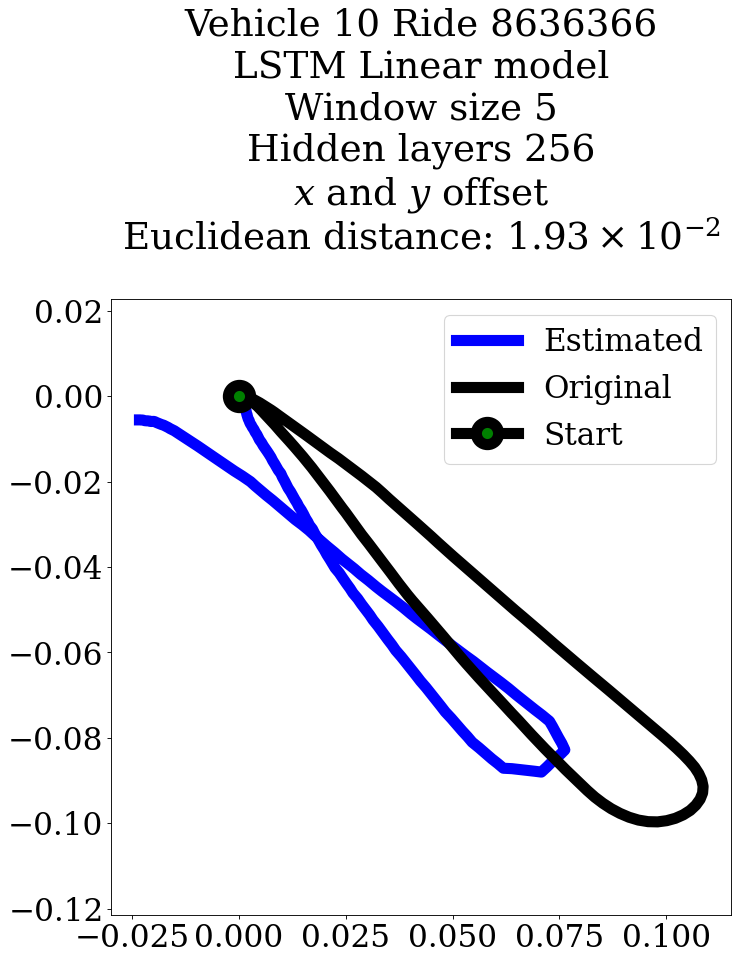 Vehicle 10 Ride 8636366
LSTM Linear model
Window size 5
Hidden layers 256
x and y offset
Euclidean distance: 1.93 × 10⁻²
0.02
0.00
−0.02
−0.04
−0.06
−0.08
−0.10
−0.12
Estimated
Original
Start
−0.025 0.000 0.025 0.050 0.075 0.100